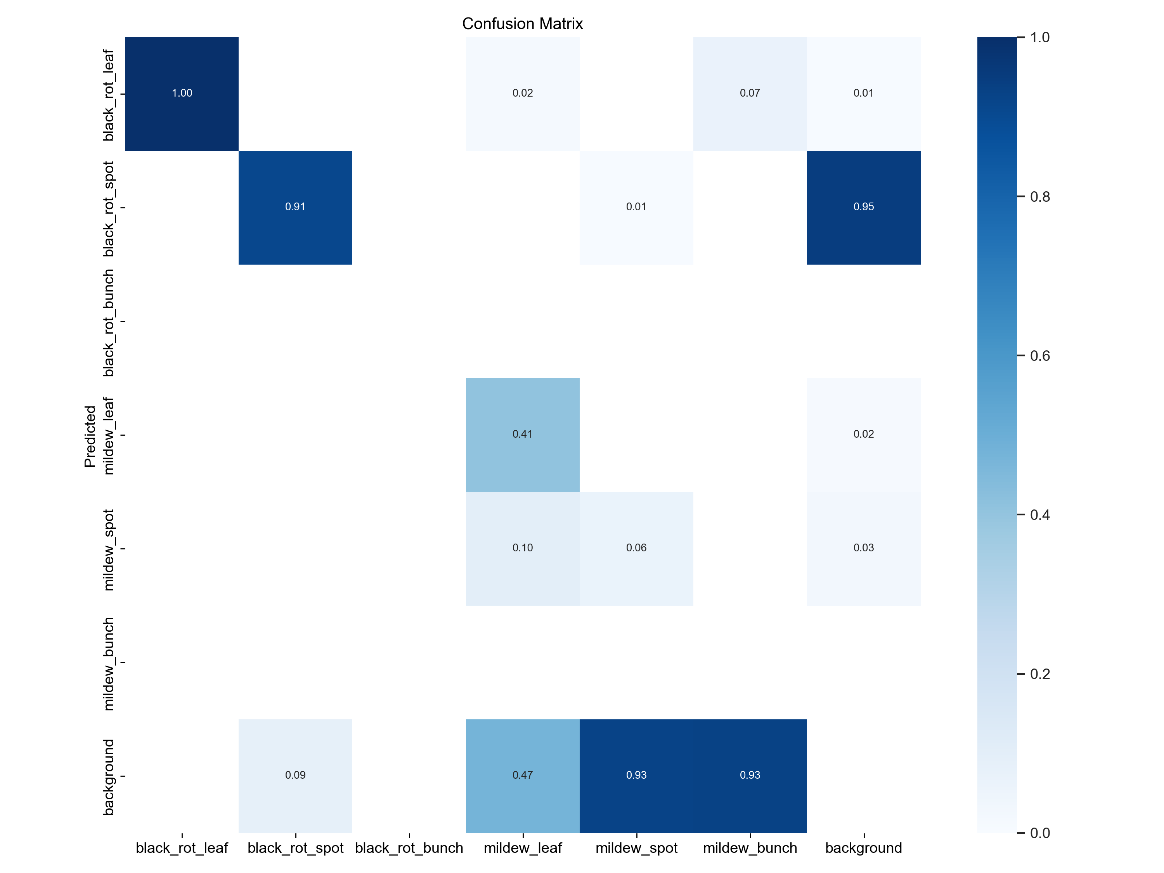 Confusion Matrix
Predicted
black_rot_leaf
1.00
0.02
0.07
0.01
black_rot_spot
0.91
0.01
0.95
black_rot_bunch
mildew_leaf
0.41
0.02
mildew_spot
0.10
0.06
0.03
mildew_bunch
background
0.09
0.47
0.93
0.93
black_rot_leaf black_rot_spot black_rot_bunch mildew_leaf mildew_spot mildew_bunch background
1.0
0.8
0.6
0.4
0.2
0.0